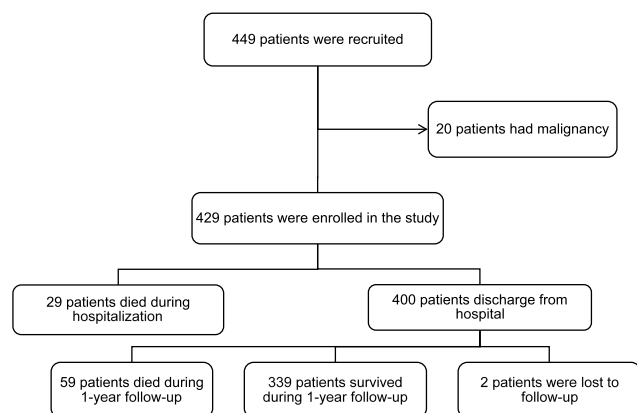 449 patients were recruited
20 patients had malignancy
429 patients were enrolled in the study
29 patients died during
hospitalization
400 patients discharge from
hospital
59 patients died during
1-year follow-up
339 patients survived
during 1-year follow-up
2 patients were lost to
follow-up